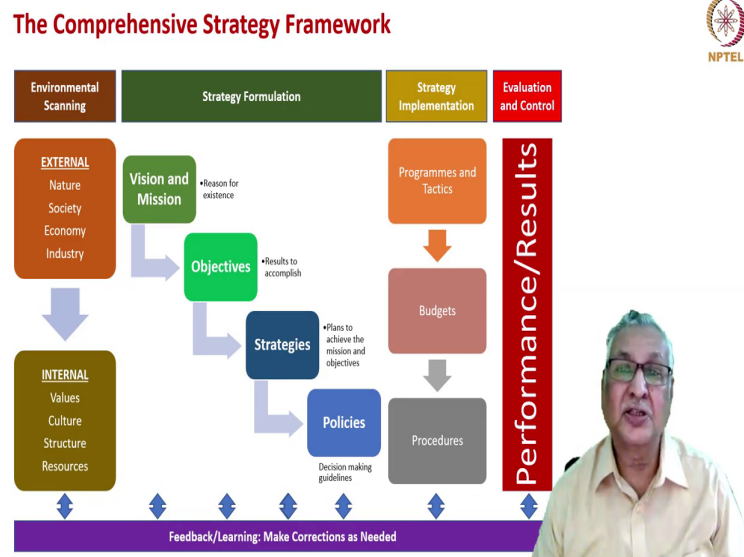 The Comprehensive Strategy Framework
NPTEL
Environmental
Scanning
Strategy Formulation
Strategy
Implementation
Evaluation
and Control
EXTERNAL
Nature
Society
Economy
Industry
INTERNAL
Values
Culture
Structure
Resources
Vision and
Mission
•Reason for
existence
Objectives
•Results to
accomplish
Strategies
•Plans to
achieve the
mission and
objectives
Policies
Decision making
guidelines
Programmes and
Tactics
Budgets
Procedures
Performance/Results
Feedback/Learning: Make Corrections as Needed